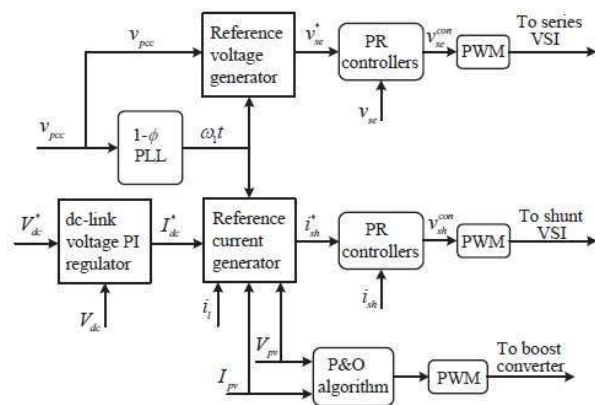 v_pcc
Reference
voltage
generator
v*_se
PR
controllers
v^con_se
PWM
To series
VSI
v_se
v_pcc
1-ϕ
PLL
ω₁t
V*_dc
dc-link
voltage PI
regulator
I*_dc
Reference
current
generator
i*_sh
PR
controllers
v^con_sh
PWM
To shunt
VSI
V_dc
i_l
i_sh
V_pv
I_pv
P&O
algorithm
PWM
To boost
converter